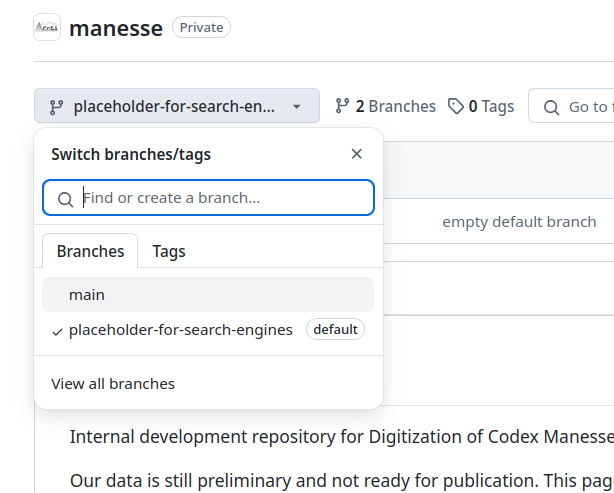 manesse Private
placeholder-for-search-en... 2 Branches 0 Tags Go to f
Switch branches/tags
Find or create a branch...
empty default branch
Branches Tags
main
placeholder-for-search-engines default
View all branches
Internal development repository for Digitization of Codex Manesse
Our data is still preliminary and not ready for publication. This pag